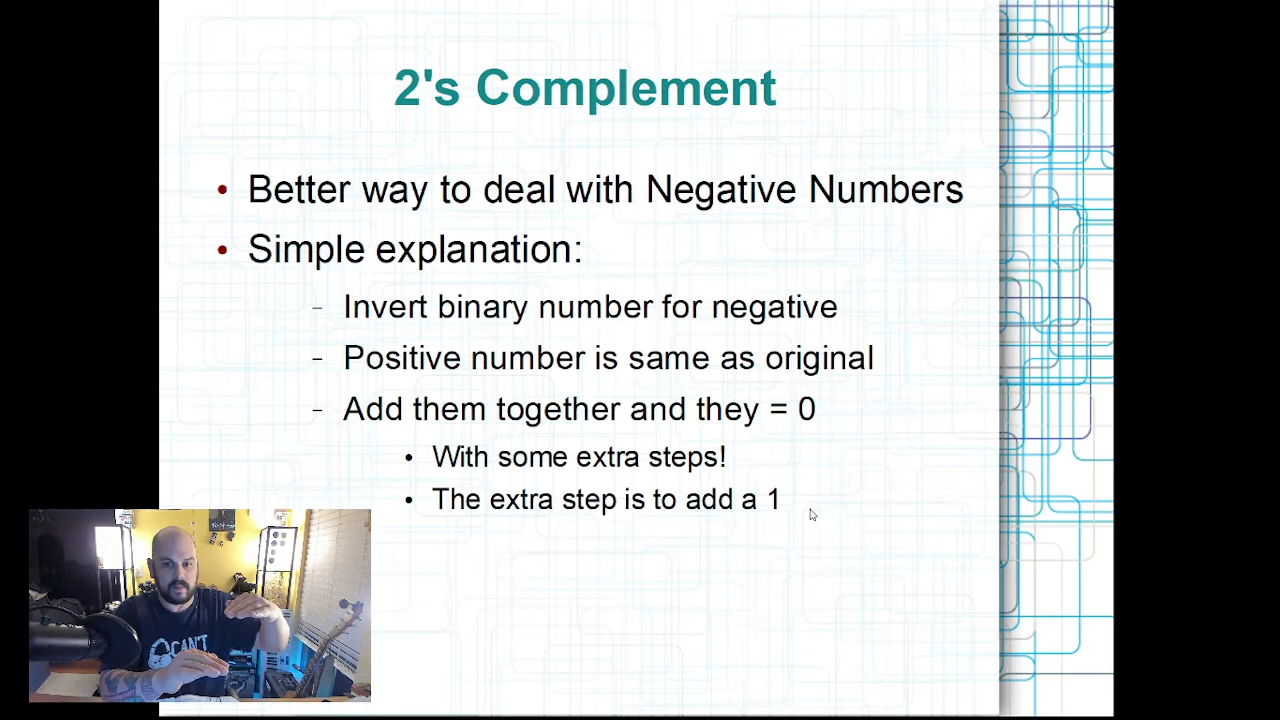 2's Complement
Better way to deal with Negative Numbers
Simple explanation:
Invert binary number for negative
Positive number is same as original
Add them together and they = 0
With some extra steps!
The extra step is to add a 1
CAN'T